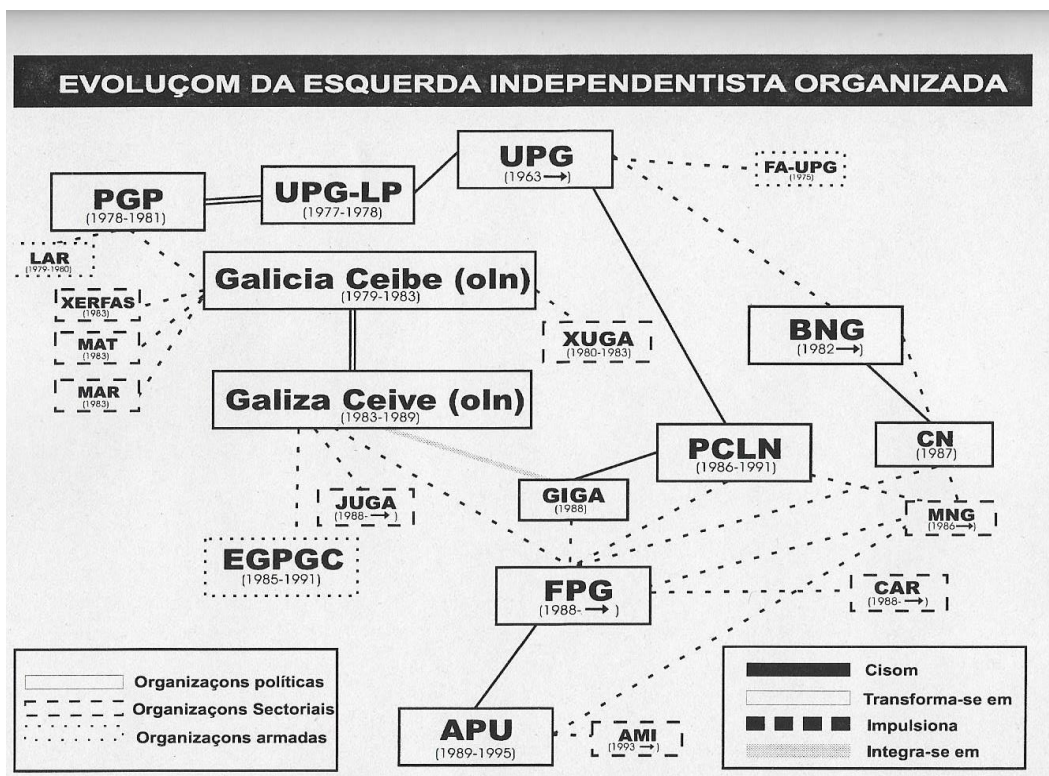 EVOLUÇOM DA ESQUERDA INDEPENDENTISTA ORGANIZADA
UPG
(1963→)
FA-UPG
(1975)
UPG-LP
(1977-1978)
PGP
(1978-1981)
LAR
(1979-1980)
Galicia Ceibe (oln)
(1979-1983)
XERFAS
(1983)
MAT
(1983)
MAR
(1983)
XUGA
(1980-1983)
BNG
(1982→)
Galiza Ceive (oln)
(1983-1989)
PCLN
(1986-1991)
CN
(1987)
GIGA
(1988)
JUGA
(1988-→)
MNG
(1986→)
EGPGC
(1985-1991)
FPG
(1988-→)
CAR
(1988-→)
APU
(1989-1995)
AMI
(1993→)
Organizaçons políticas
Organizaçons Sectoriais
Organizaçons armadas
Cisom
Transforma-se em
Impulsiona
Integra-se em